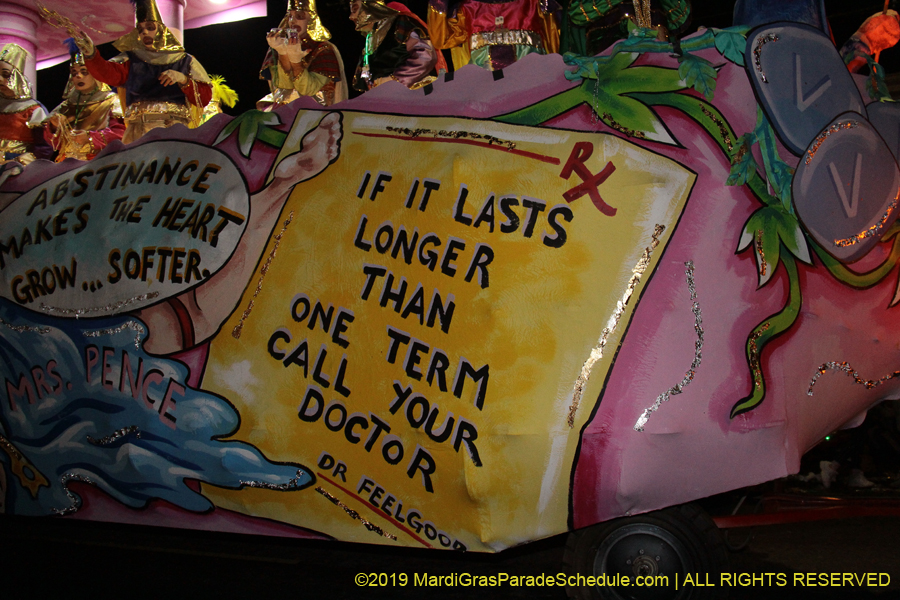 ABSTINANCE
MAKES THE HEART
GROW ... SOFTER.
MRS. PENCE
Rx
IF IT LASTS
LONGER
THAN
ONE TERM
CALL YOUR
DOCTOR
DR FEELGOOD
V
V
©2019 MardiGrasParadeSchedule.com | ALL RIGHTS RESERVED